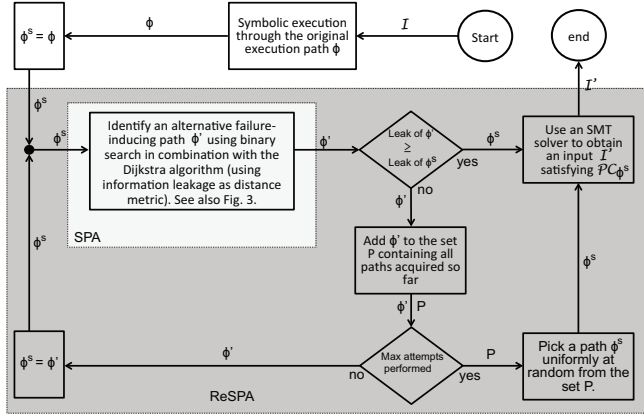 ϕˢ = ϕ
ϕ
Symbolic execution
through the original
execution path ϕ
I
Start
end
ϕˢ
I'
ϕˢ
Identify an alternative failure-
inducing path ϕ' using binary
search in combination with the
Dijkstra algorithm (using
information leakage as distance
metric). See also Fig. 3.
SPA
ϕ'
Leak of ϕ'
≥
Leak of ϕˢ
yes
ϕˢ
no
ϕ'
Use an SMT
solver to obtain
an input I'
satisfying PC_ϕˢ
ϕˢ
Add ϕ' to the set
P containing all
paths acquired so
far
ϕˢ
ϕ' P
ϕˢ = ϕ'
ϕ'
no
Max attempts
performed
yes
P
Pick a path ϕˢ
uniformly at
random from the
set P.
ReSPA